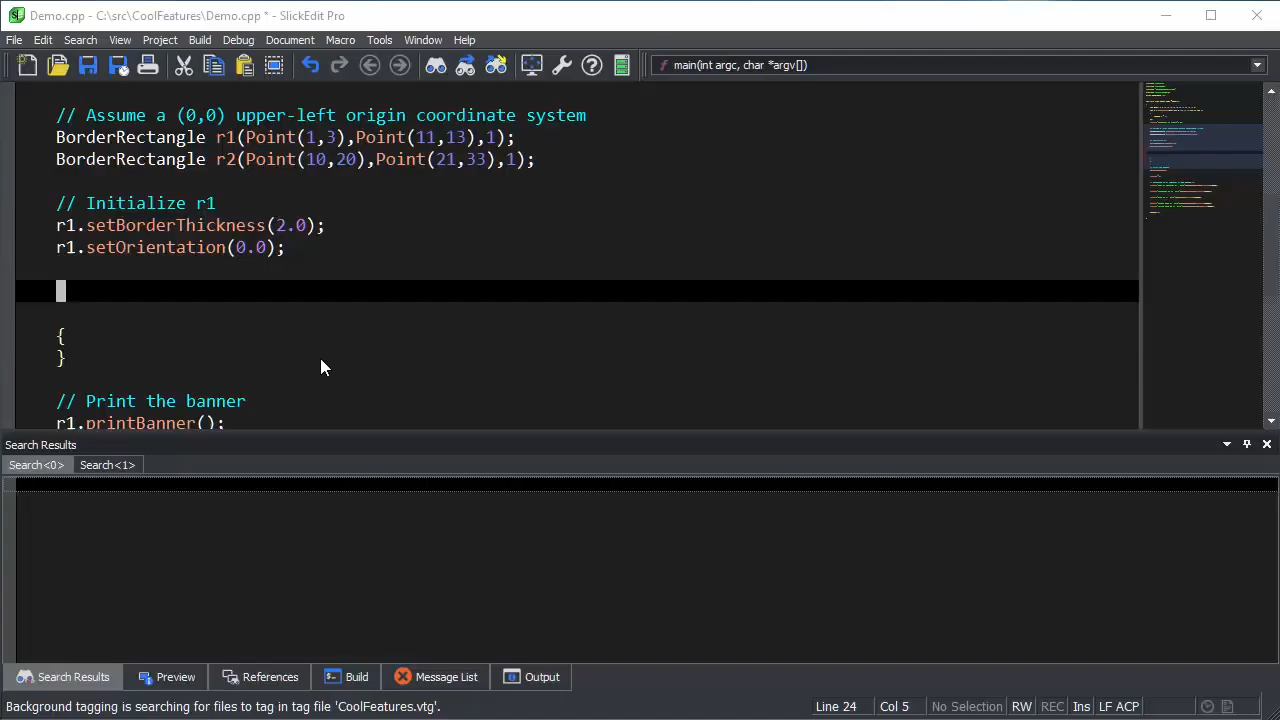 Demo.cpp - C:\src\CoolFeatures\Demo.cpp * - SlickEdit Pro
File Edit Search View Project Build Debug Document Macro Tools Window Help
f main(int argc, char *argv[])
// Assume a (0,0) upper-left origin coordinate system
BorderRectangle r1(Point(1,3),Point(11,13),1);
BorderRectangle r2(Point(10,20),Point(21,33),1);
// Initialize r1
r1.setBorderThickness(2.0);
r1.setOrientation(0.0);
{
}
// Print the banner
r1.printBanner();
Search Results
Search<0> Search<1>
Search Results Preview References Build Message List Output
Background tagging is searching for files to tag in tag file 'CoolFeatures.vtg'. Line 24 Col 5 No Selection RW REC Ins LF ACP